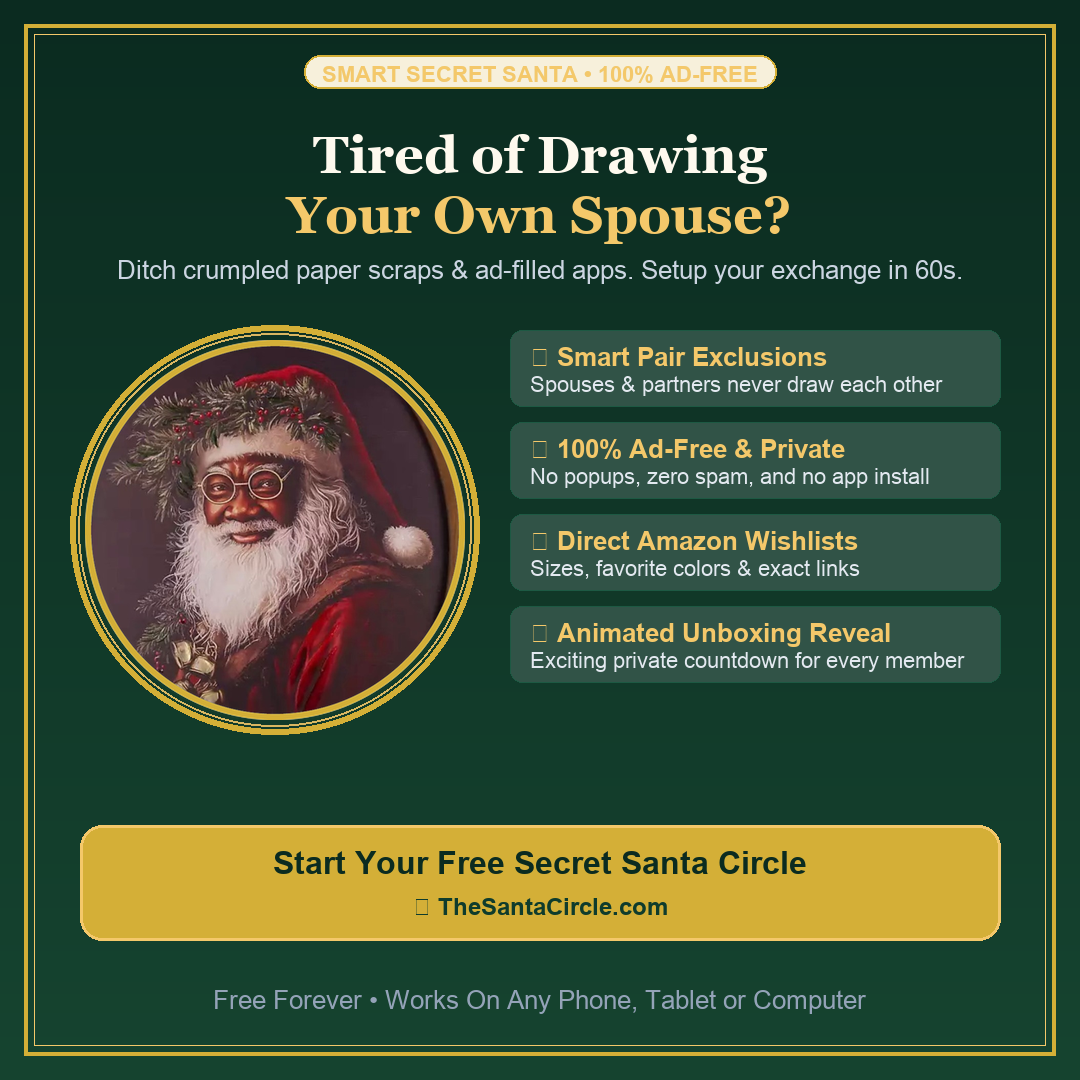 SMART SECRET SANTA • 100% AD-FREE
Tired of Drawing
Your Own Spouse?
Ditch crumpled paper scraps & ad-filled apps. Setup your exchange in 60s.
Smart Pair Exclusions
Spouses & partners never draw each other
100% Ad-Free & Private
No popups, zero spam, and no app install
Direct Amazon Wishlists
Sizes, favorite colors & exact links
Animated Unboxing Reveal
Exciting private countdown for every member
Start Your Free Secret Santa Circle
TheSantaCircle.com
Free Forever • Works On Any Phone, Tablet or Computer